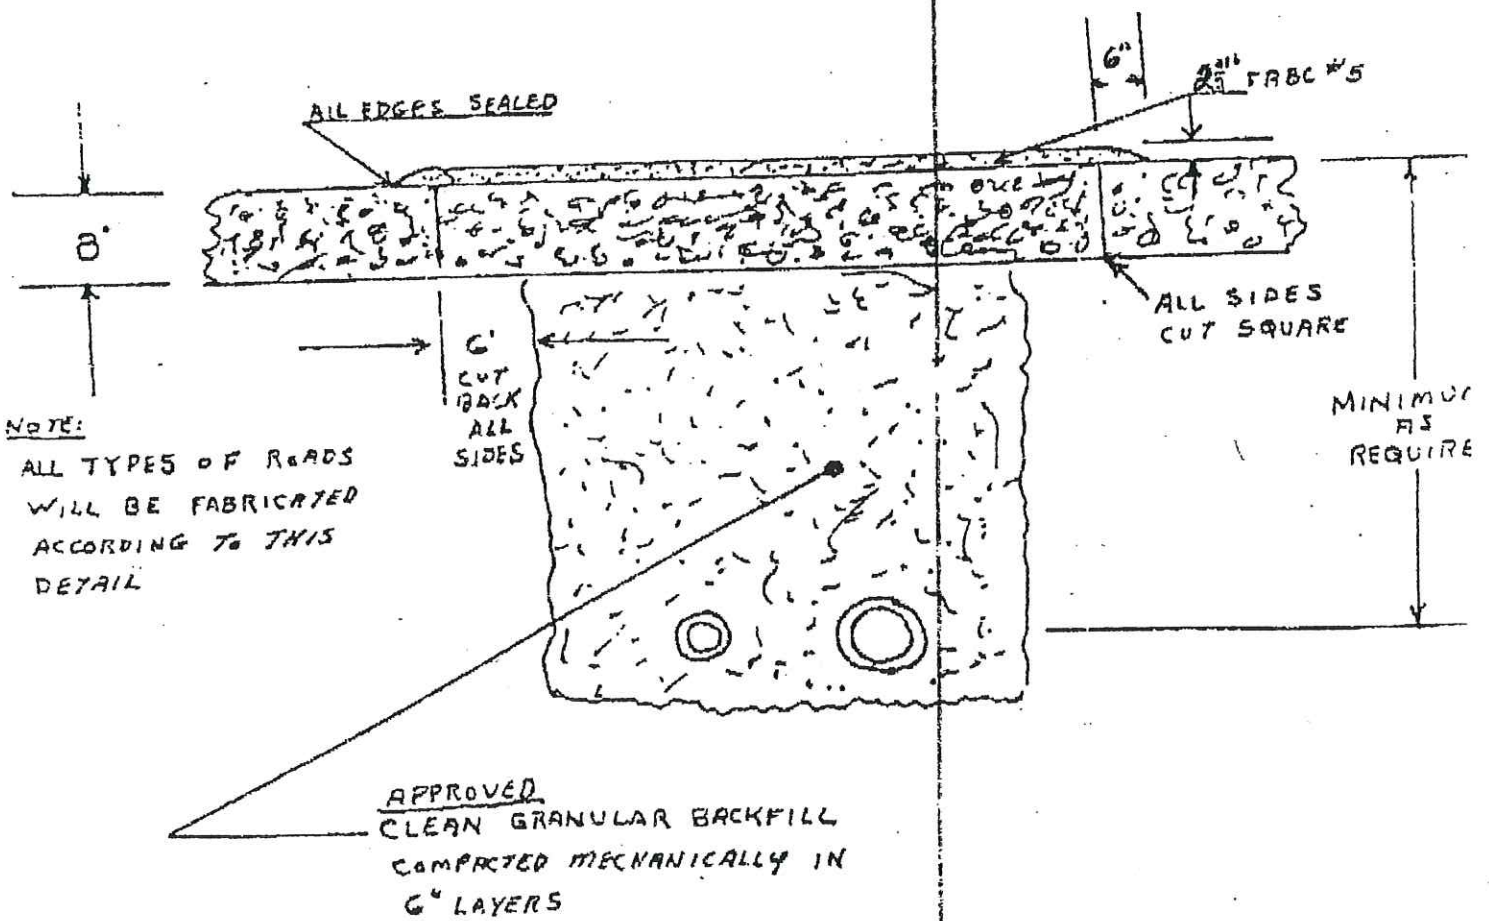 6"
FABC #5
ALL EDGES SEALED
8"
ALL SIDES
CUT SQUARE
6'
CUT
BACK
ALL
SIDES
MINIMU
AS
REQUIRE
NOTE:
ALL TYPES OF ROADS
WILL BE FABRICATED
ACCORDING TO THIS
DETAIL
APPROVED
CLEAN GRANULAR BACKFILL
COMPACTED MECHANICALLY IN
6" LAYERS